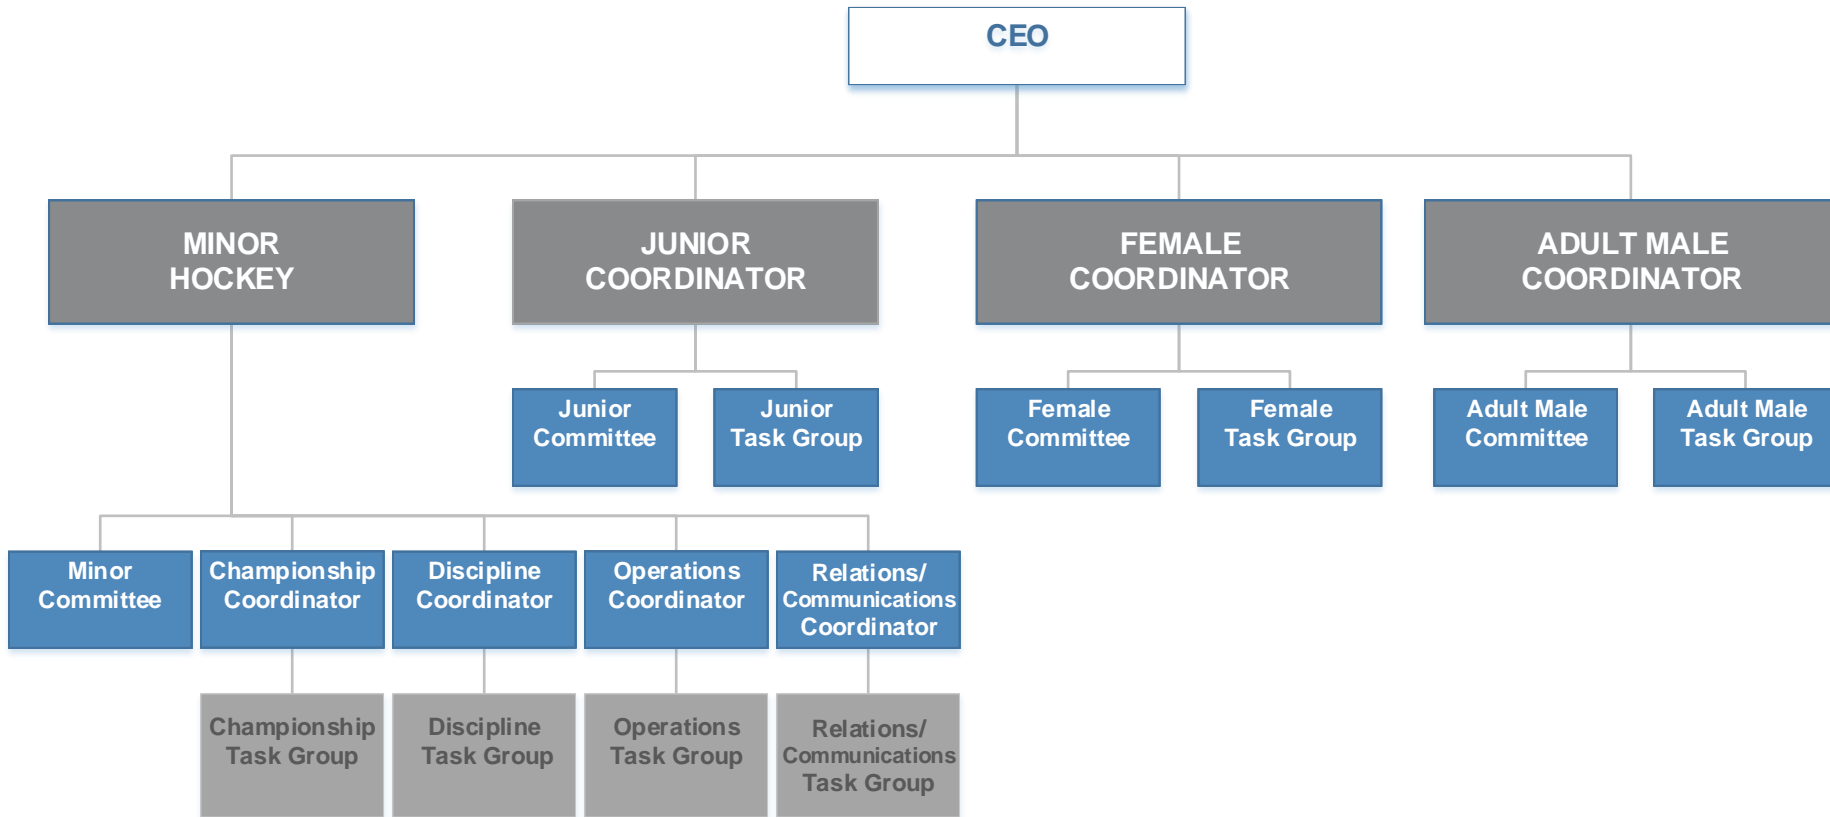 CEO
MINOR
HOCKEY
JUNIOR
COORDINATOR
FEMALE
COORDINATOR
ADULT MALE
COORDINATOR
Junior
Committee
Junior
Task Group
Female
Committee
Female
Task Group
Adult Male
Committee
Adult Male
Task Group
Minor
Committee
Championship
Coordinator
Discipline
Coordinator
Operations
Coordinator
Relations/
Communications
Coordinator
Championship
Task Group
Discipline
Task Group
Operations
Task Group
Relations/
Communications
Task Group